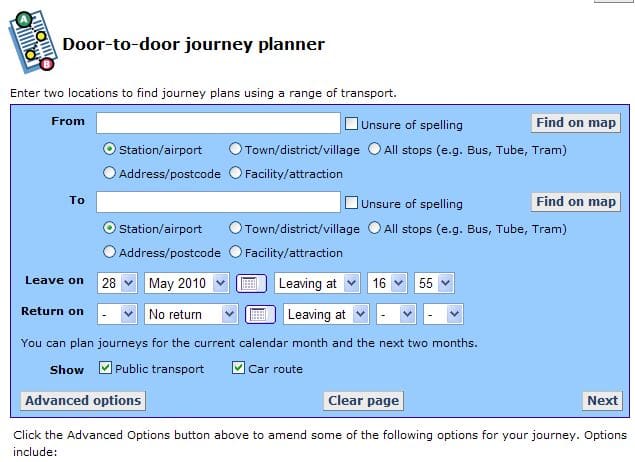 A
B
Door-to-door journey planner
Enter two locations to find journey plans using a range of transport.
From Unsure of spelling Find on map
Station/airport Town/district/village All stops (e.g. Bus, Tube, Tram)
Address/postcode Facility/attraction
To Unsure of spelling Find on map
Station/airport Town/district/village All stops (e.g. Bus, Tube, Tram)
Address/postcode Facility/attraction
Leave on 28 May 2010 Leaving at 16 55
Return on - No return Leaving at - -
You can plan journeys for the current calendar month and the next two months.
Show Public transport Car route
Advanced options Clear page Next
Click the Advanced Options button above to amend some of the following options for your journey. Options
include: